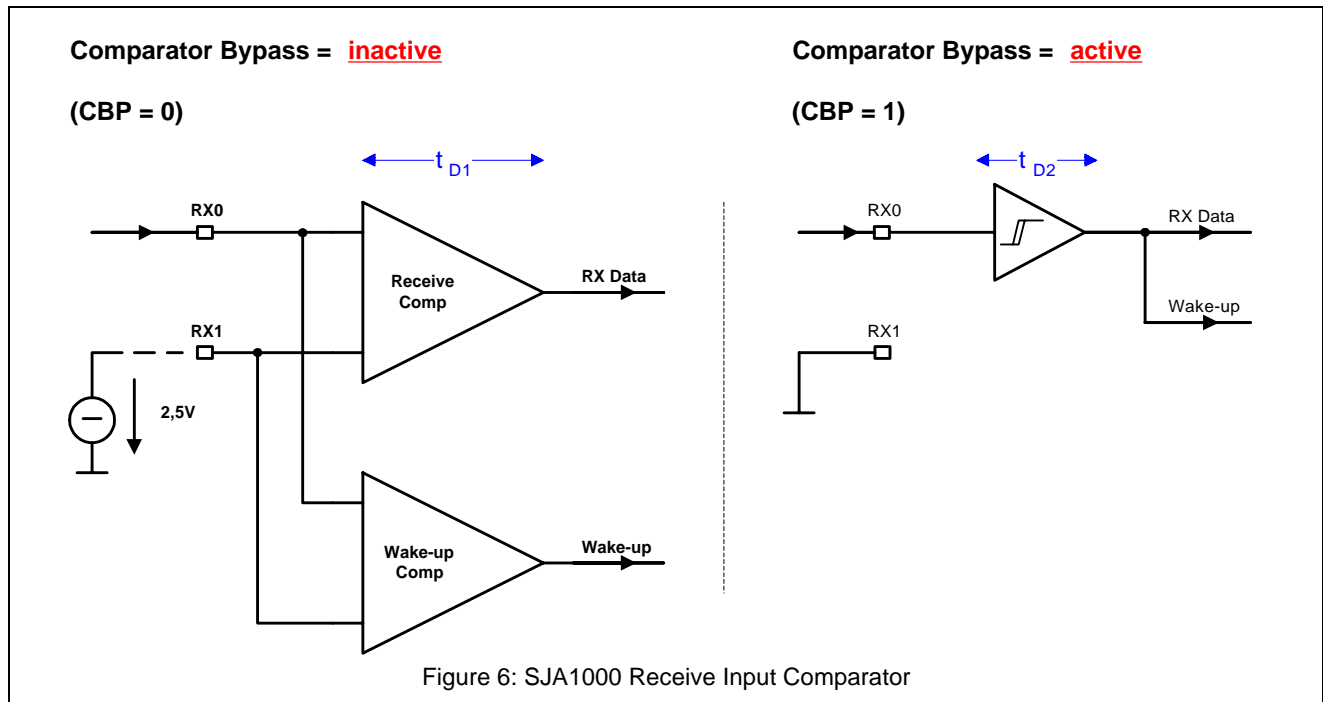 Comparator Bypass = inactive
(CBP = 0)
t D1
RX0
Receive
Comp
RX Data
RX1
2,5V
Wake-up
Comp
Wake-up
Comparator Bypass = active
(CBP = 1)
t D2
RX0
RX Data
Wake-up
RX1
Figure 6: SJA1000 Receive Input Comparator